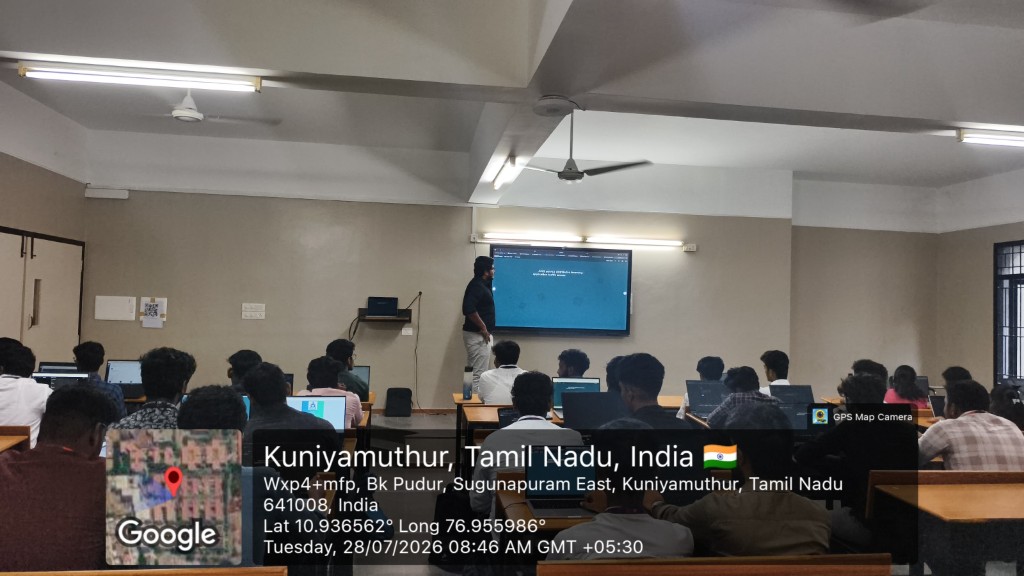 GPS Map Camera
Kuniyamuthur, Tamil Nadu, India
Wxp4+mfp, Bk Pudur, Sugunapuram East, Kuniyamuthur, Tamil Nadu
641008, India
Lat 10.936562° Long 76.955986°
Tuesday, 28/07/2026 08:46 AM GMT +05:30
Google